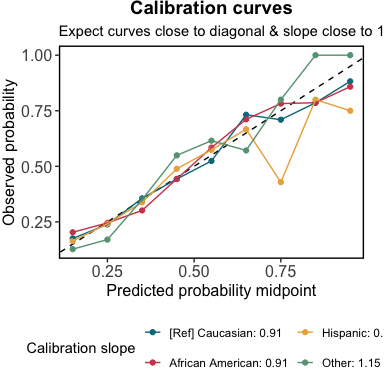 Calibration curves
Expect curves close to diagonal & slope close to 1
Observed probability
1.00
0.75
0.50
0.25
0.25 0.50 0.75
Predicted probability midpoint
Calibration slope
[Ref] Caucasian: 0.91 Hispanic: 0.
African American: 0.91 Other: 1.15